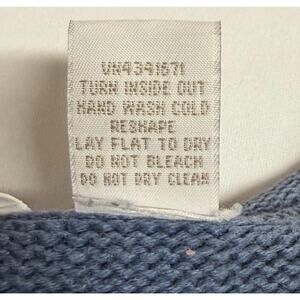 VN4341671
TURN INSIDE OUT
HAND WASH COLD
RESHAPE
LAY FLAT TO DRY
DO NOT BLEACH
DO NOT DRY CLEAN